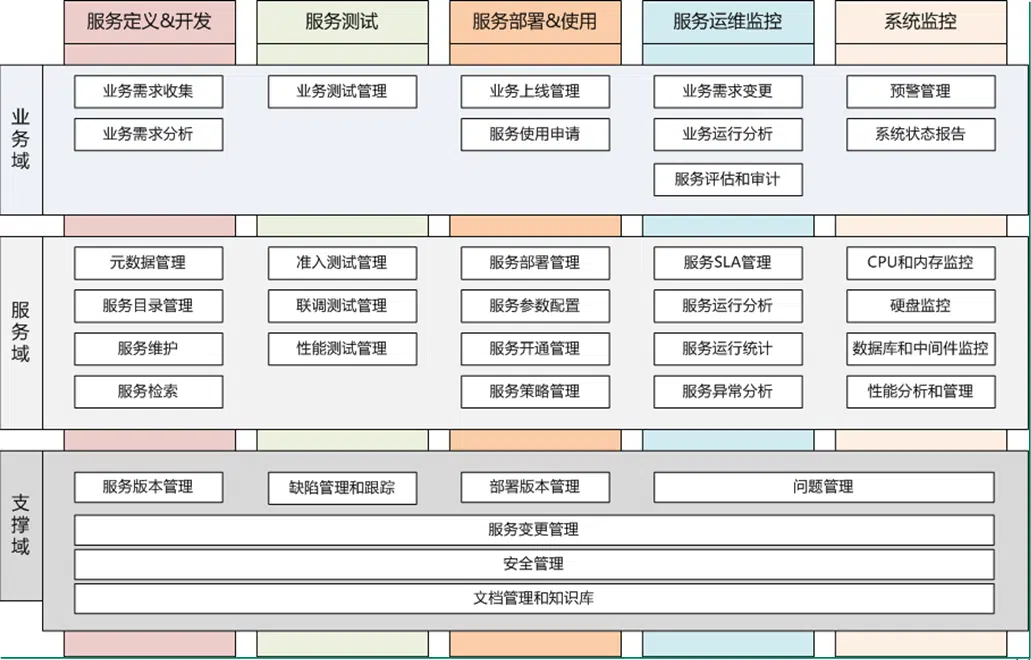 服务定义&开发
服务测试
服务部署&使用
服务运维监控
系统监控
业务域
业务需求收集
业务测试管理
业务上线管理
业务需求变更
预警管理
业务需求分析
服务使用申请
业务运行分析
系统状态报告
服务评估和审计
服务域
元数据管理
准入测试管理
服务部署管理
服务SLA管理
CPU和内存监控
服务目录管理
联调测试管理
服务参数配置
服务运行分析
硬盘监控
服务维护
性能测试管理
服务开通管理
服务运行统计
数据库和中间件监控
服务检索
服务策略管理
服务异常分析
性能分析和管理
支撑域
服务版本管理
缺陷管理和跟踪
部署版本管理
问题管理
服务变更管理
安全管理
文档管理和知识库